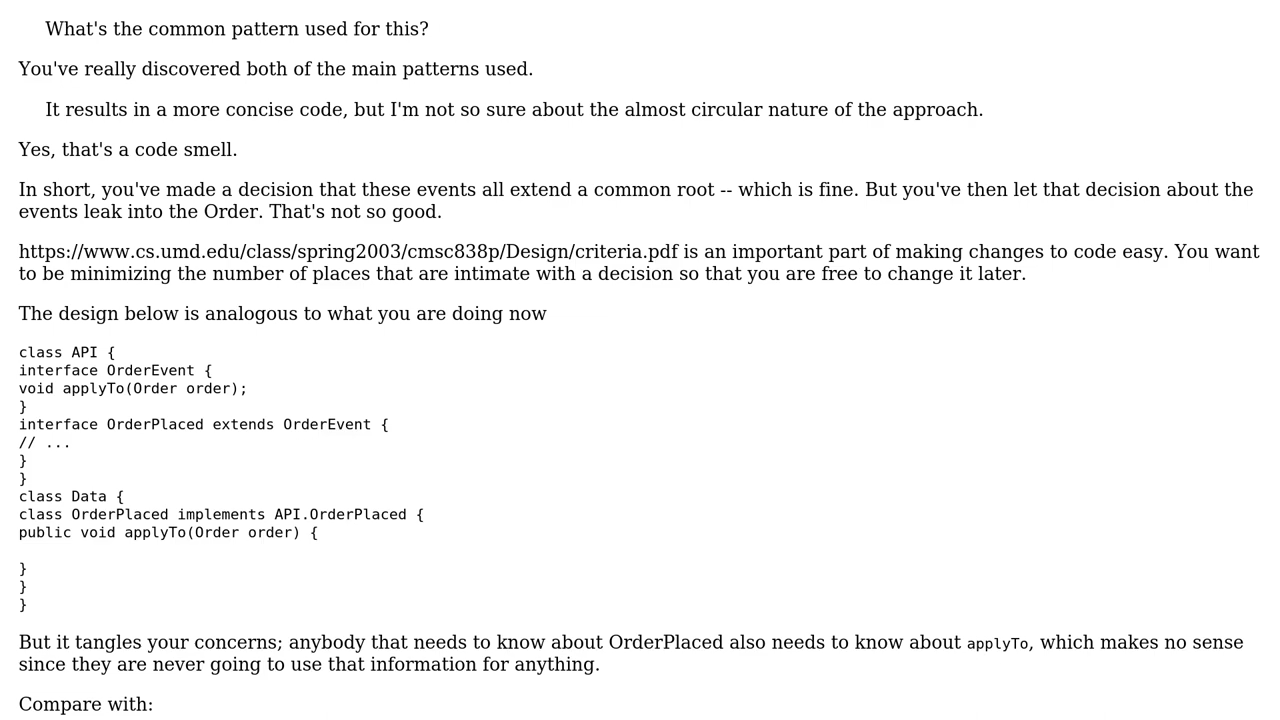 What's the common pattern used for this?
You've really discovered both of the main patterns used.
It results in a more concise code, but I'm not so sure about the almost circular nature of the approach.
Yes, that's a code smell.
In short, you've made a decision that these events all extend a common root -- which is fine. But you've then let that decision about the
events leak into the Order. That's not so good.
https://www.cs.umd.edu/class/spring2003/cmsc838p/Design/criteria.pdf is an important part of making changes to code easy. You want
to be minimizing the number of places that are intimate with a decision so that you are free to change it later.
The design below is analogous to what you are doing now
class API {
interface OrderEvent {
void applyTo(Order order);
}
interface OrderPlaced extends OrderEvent {
// ...
}
}
class Data {
class OrderPlaced implements API.OrderPlaced {
public void applyTo(Order order) {
}
}
}
But it tangles your concerns; anybody that needs to know about OrderPlaced also needs to know about applyTo, which makes no sense
since they are never going to use that information for anything.
Compare with: